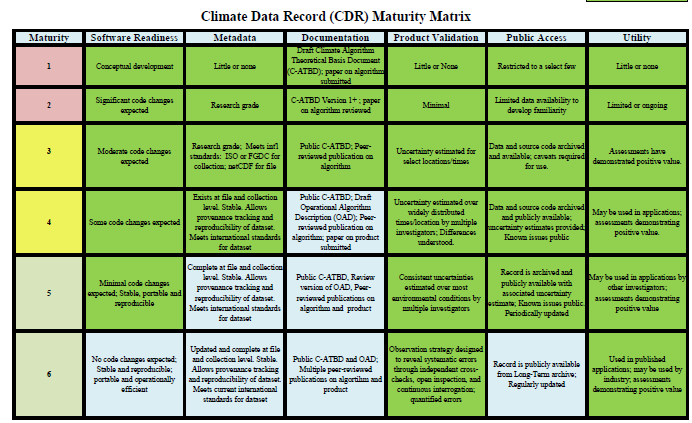 Climate Data Record (CDR) Maturity Matrix
Maturity
Software Readiness
Metadata
Documentation
Product Validation
Public Access
Utility
1
Conceptual development
Little or none
Draft Climate Algorithm
Theoretical Basis Document
(C-ATBD); paper on algorithm
submitted
Little or None
Restricted to a select few
Little or none
2
Significant code changes
expected
Research grade
C-ATBD Version 1+ ; paper
on algorithm reviewed
Minimal
Limited data availability to
develop familiarity
Limited or ongoing
3
Moderate code changes
expected
Research grade; Meets int'l
standards: ISO or FGDC for
collection; netCDF for file
Public C-ATBD; Peer-
reviewed publication on
algorithm
Uncertainty estimated for
select locations/times
Data and source code archived
and available; caveats required
for use.
Assessments have
demonstrated positive value.
4
Some code changes expected
Exists at file and collection
level. Stable. Allows
provenance tracking and
reproducibility of dataset.
Meets international standards
for dataset
Public C-ATBD; Draft
Operational Algorithm
Description (OAD); Peer-
reviewed publication on
algorithm; paper on product
submitted
Uncertainty estimated over
widely distributed
times/location by multiple
investigators; Differences
understood.
Data and source code archived
and publicly available;
uncertainty estimates provided;
Known issues public
May be used in applications;
assessments demonstrating
positive value.
5
Minimal code changes
expected; Stable, portable and
reproducible
Complete at file and collection
level. Stable. Allows
provenance tracking and
reproducibility of dataset.
Meets international standards
for dataset
Public C-ATBD, Review
version of OAD, Peer-
reviewed publications on
algorithm and product
Consistent uncertainties
estimated over most
environmental conditions by
multiple investigators
Record is archived and
publicly available with
associated uncertainty
estimate; Known issues public.
Periodically updated
May be used in applications by
other investigators;
assessments demonstrating
positive value
6
No code changes expected;
Stable and reproducible;
portable and operationally
efficient
Updated and complete at file
and collection level. Stable.
Allows provenance tracking
and reproducibility of dataset.
Meets current international
standards for dataset
Public C-ATBD and OAD;
Multiple peer-reviewed
publications on algorithm and
product
Observation strategy designed
to reveal systematic errors
through independent cross-
checks, open inspection, and
continuous interrogation;
quantified errors
Record is publicly available
from Long-Term archive;
Regularly updated
Used in published
applications; may be used by
industry; assessments
demonstrating positive value